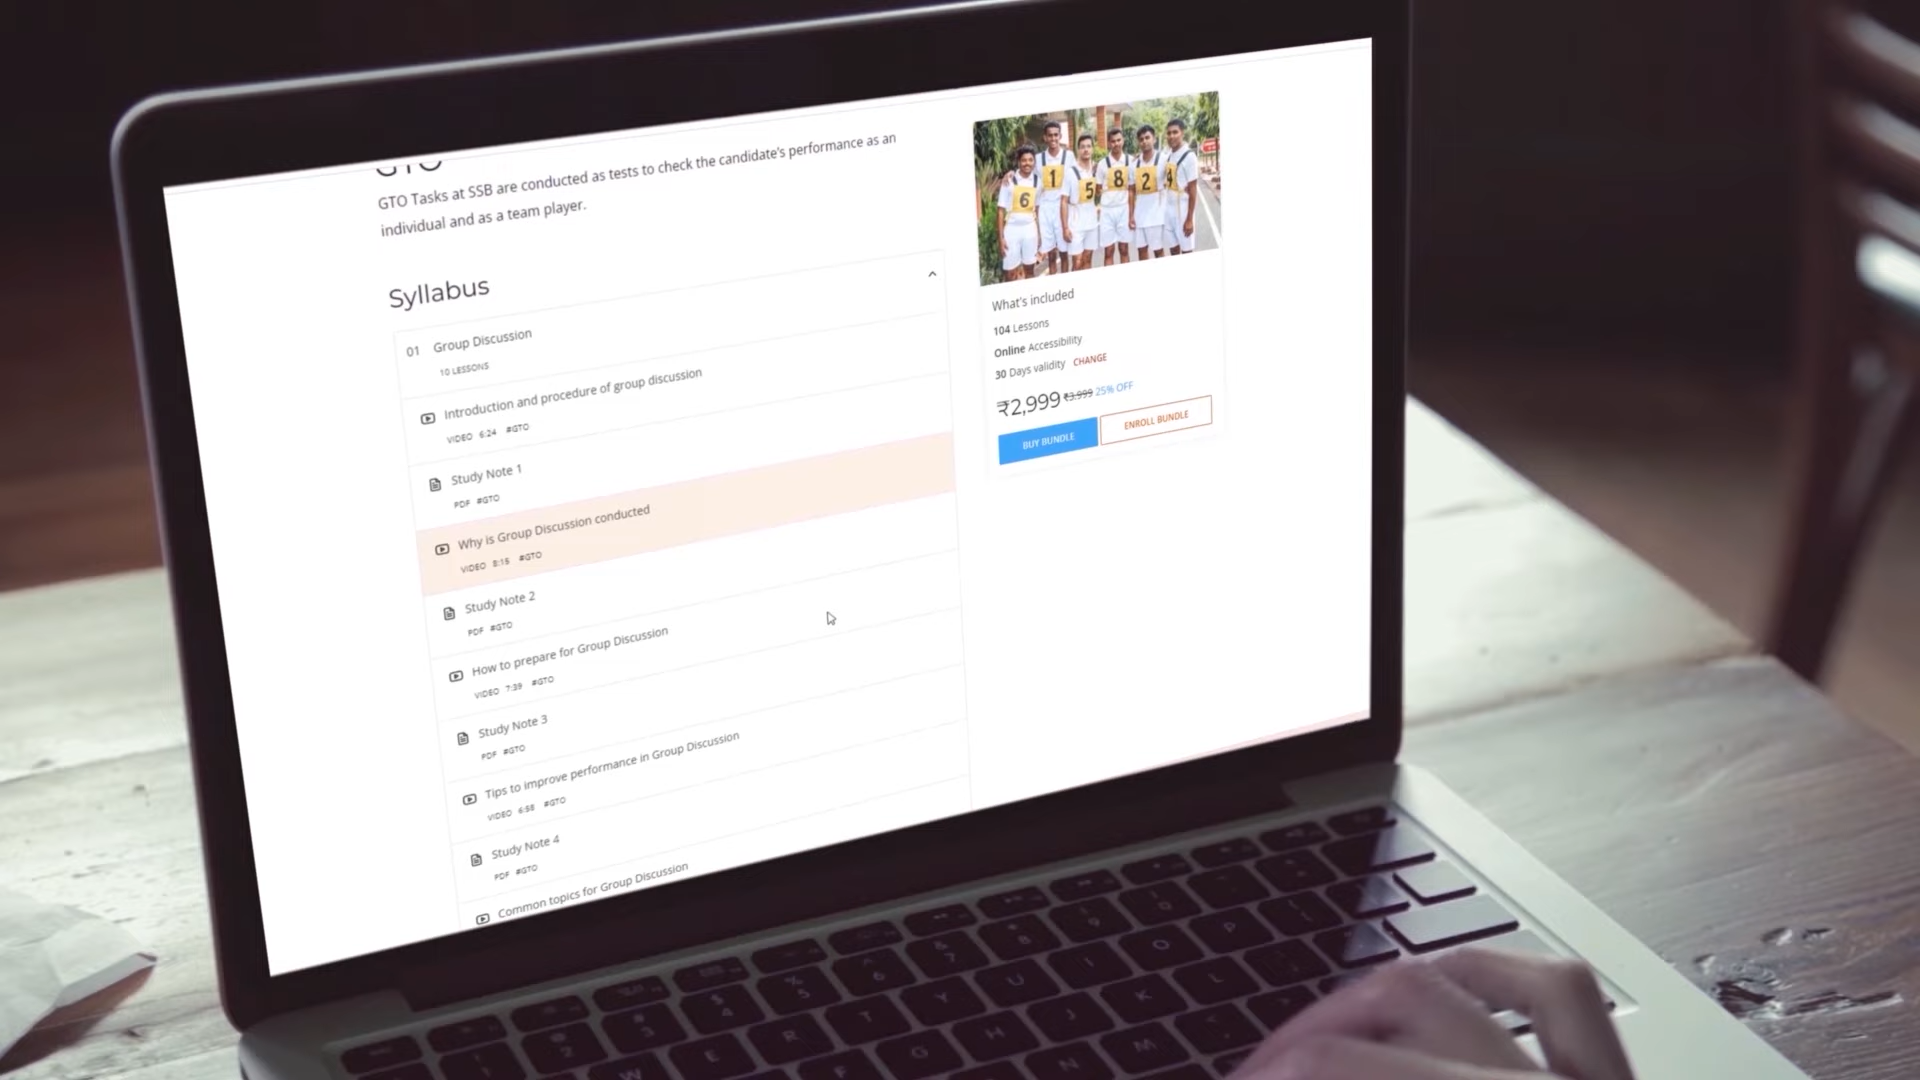 GTO
GTO Tasks at SSB are conducted as tests to check the candidate's performance as an
individual and as a team player.
Syllabus
01 Group Discussion
10 LESSONS
Introduction and procedure of group discussion
VIDEO 6:24 #GTO
Study Note 1
PDF #GTO
Why is Group Discussion conducted
VIDEO 8:15 #GTO
Study Note 2
PDF #GTO
How to prepare for Group Discussion
VIDEO 7:39 #GTO
Study Note 3
PDF #GTO
Tips to improve performance in Group Discussion
VIDEO 6:58 #GTO
Study Note 4
PDF #GTO
Common topics for Group Discussion
6 1 5 8 2 4
What's included
104 Lessons
Online Accessibility
30 Days validity CHANGE
₹2,999 ₹3,999 25% OFF
BUY BUNDLE ENROLL BUNDLE